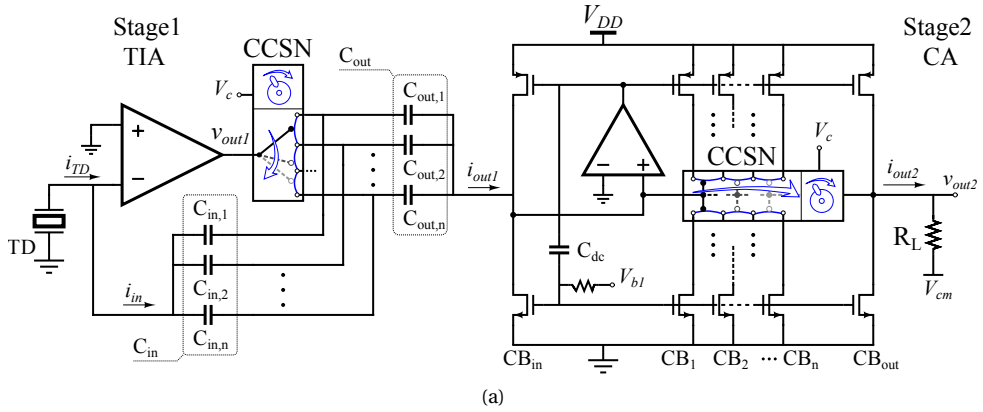 Stage1
TIA
CCSN
V_c
C_out
C_out,1
C_out,2
C_out,n
+
−
v_out1
i_TD
TD
C_in,1
C_in,2
C_in,n
i_in
C_in
i_out1
V_DD
Stage2
CA
−
+
CCSN
V_c
i_out2
v_out2
R_L
V_cm
C_dc
V_b1
CB_in
CB_1
CB_2
··· CB_n
CB_out
(a)